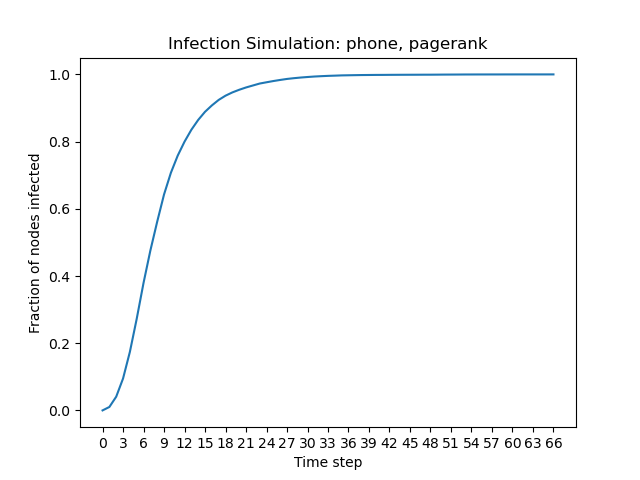 Infection Simulation: phone, pagerank
Fraction of nodes infected
1.0
0.8
0.6
0.4
0.2
0.0
0 3 6 9 12 15 18 21 24 27 30 33 36 39 42 45 48 51 54 57 60 63 66
Time step